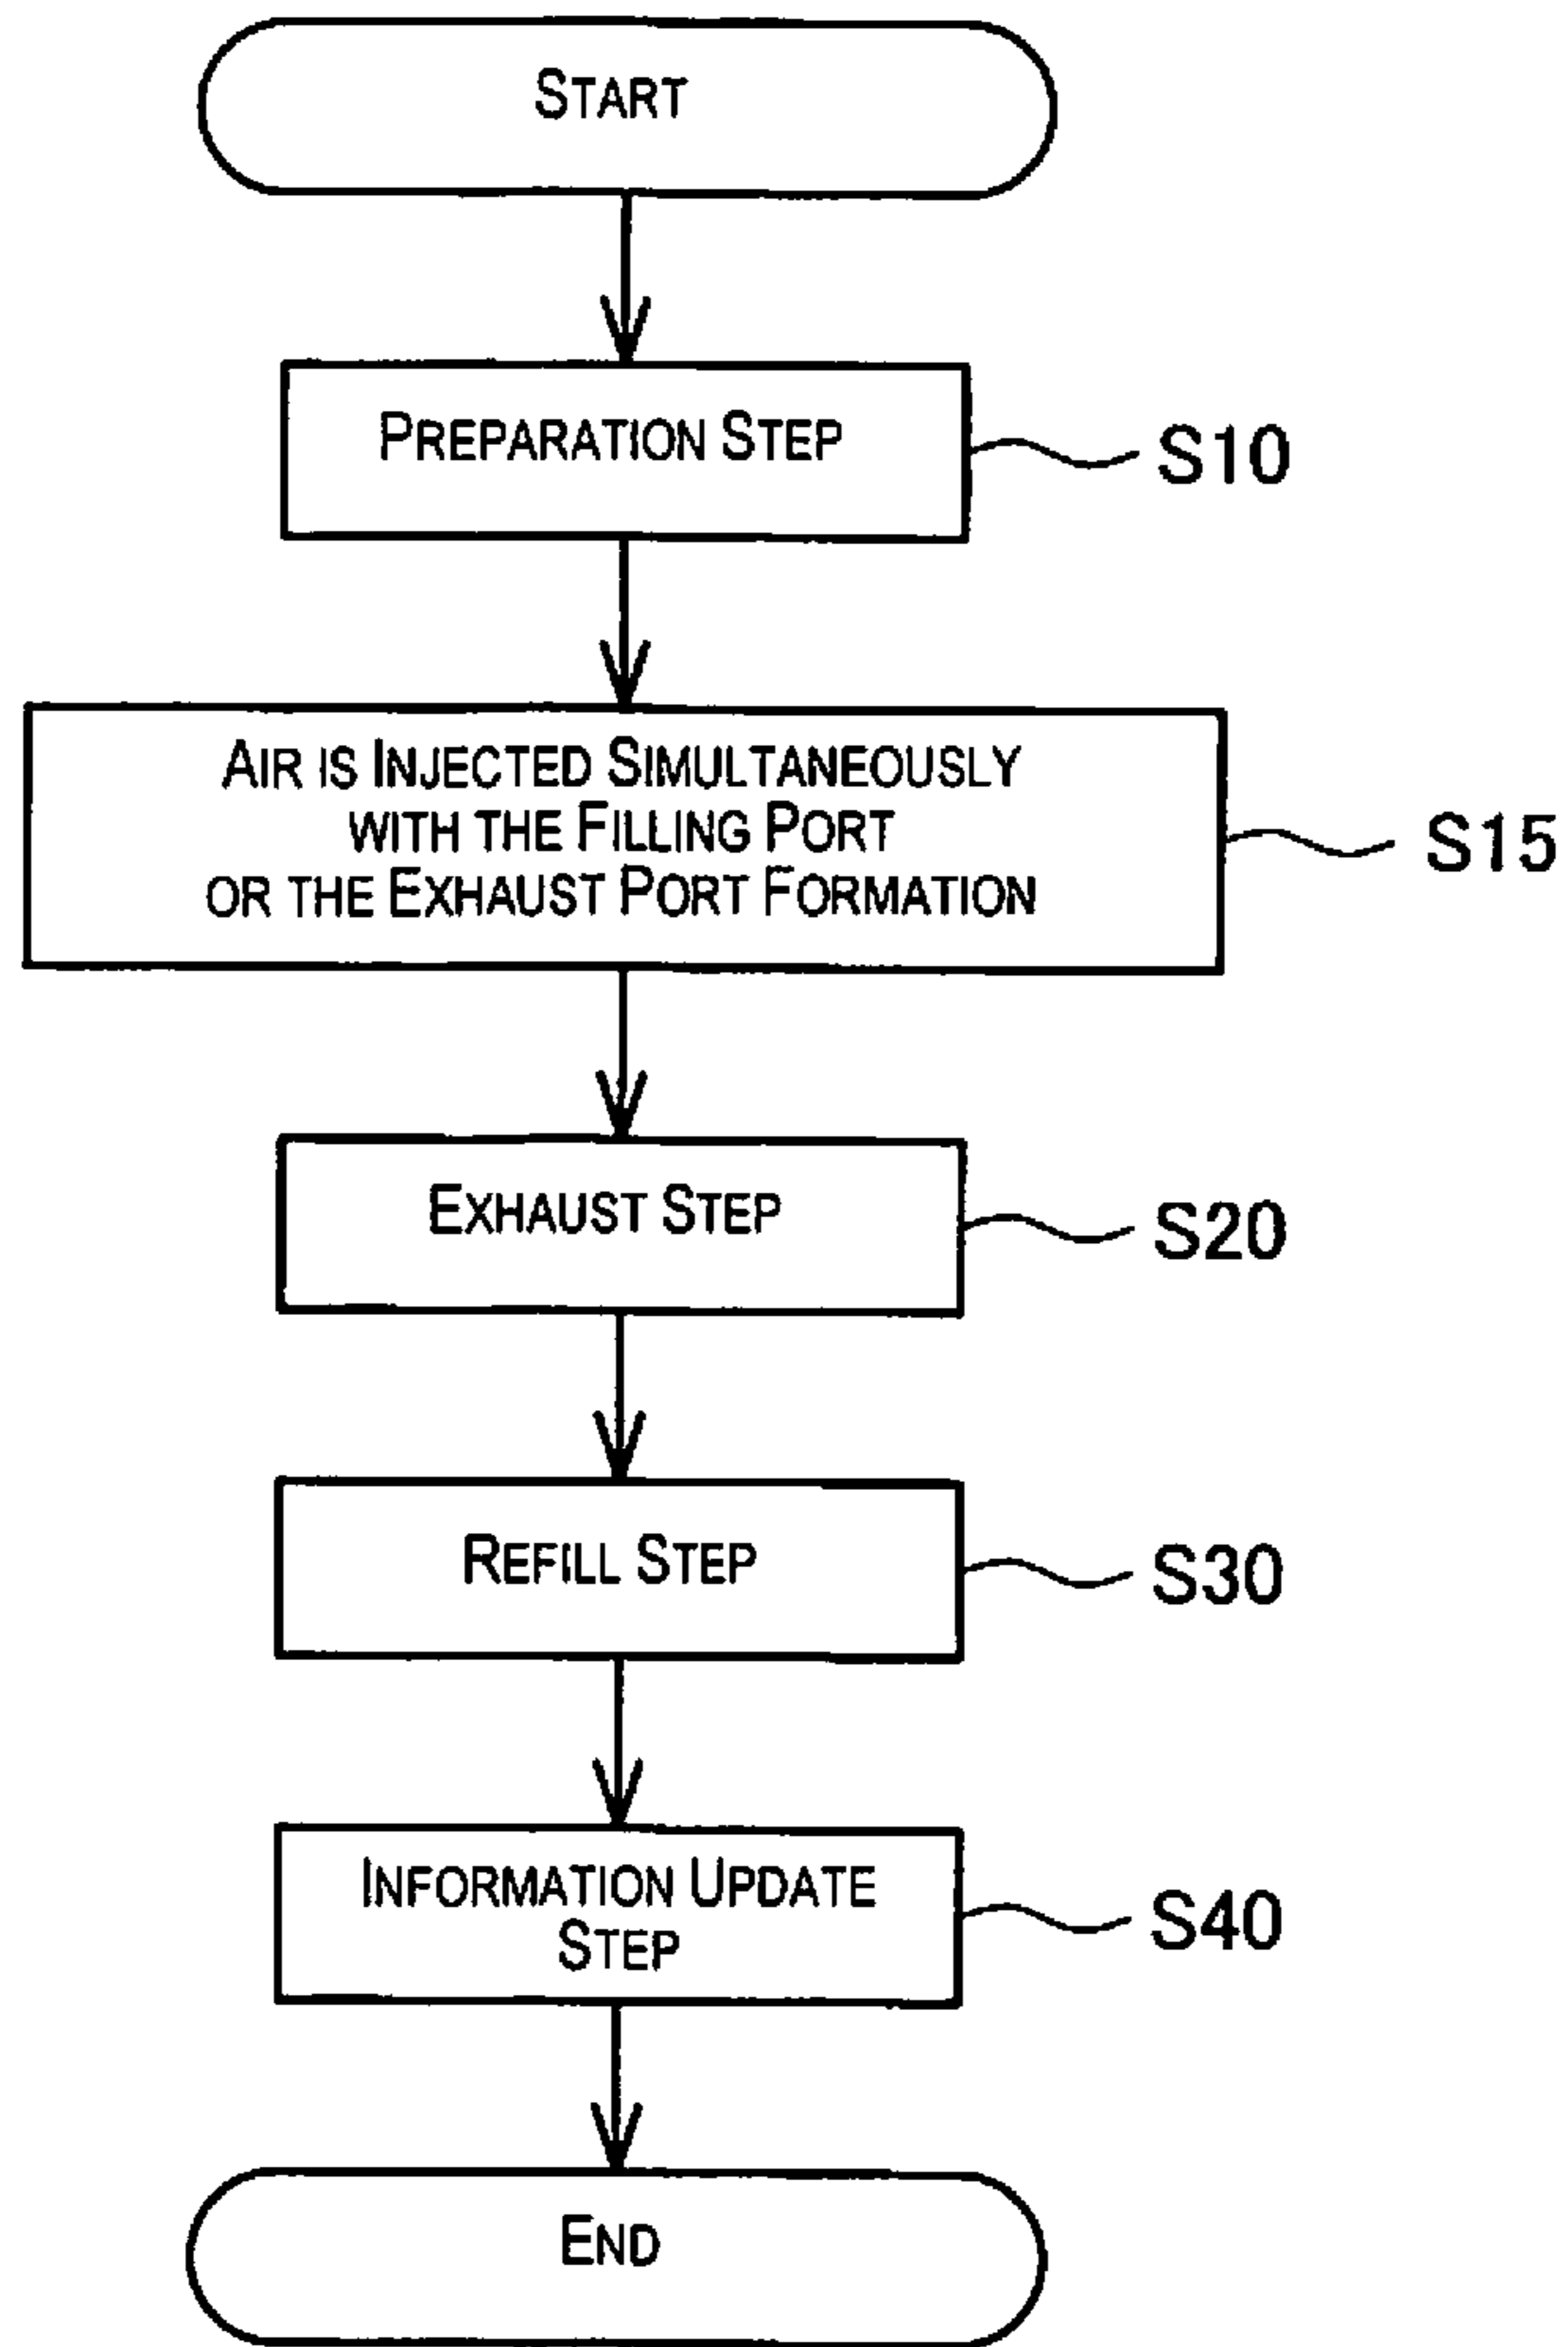 START
PREPARATION STEP
S10
AIR IS INJECTED SIMULTANEOUSLY
WITH THE FILLING PORT
OR THE EXHAUST PORT FORMATION
S15
EXHAUST STEP
S20
REFILL STEP
S30
INFORMATION UPDATE
STEP
S40
END